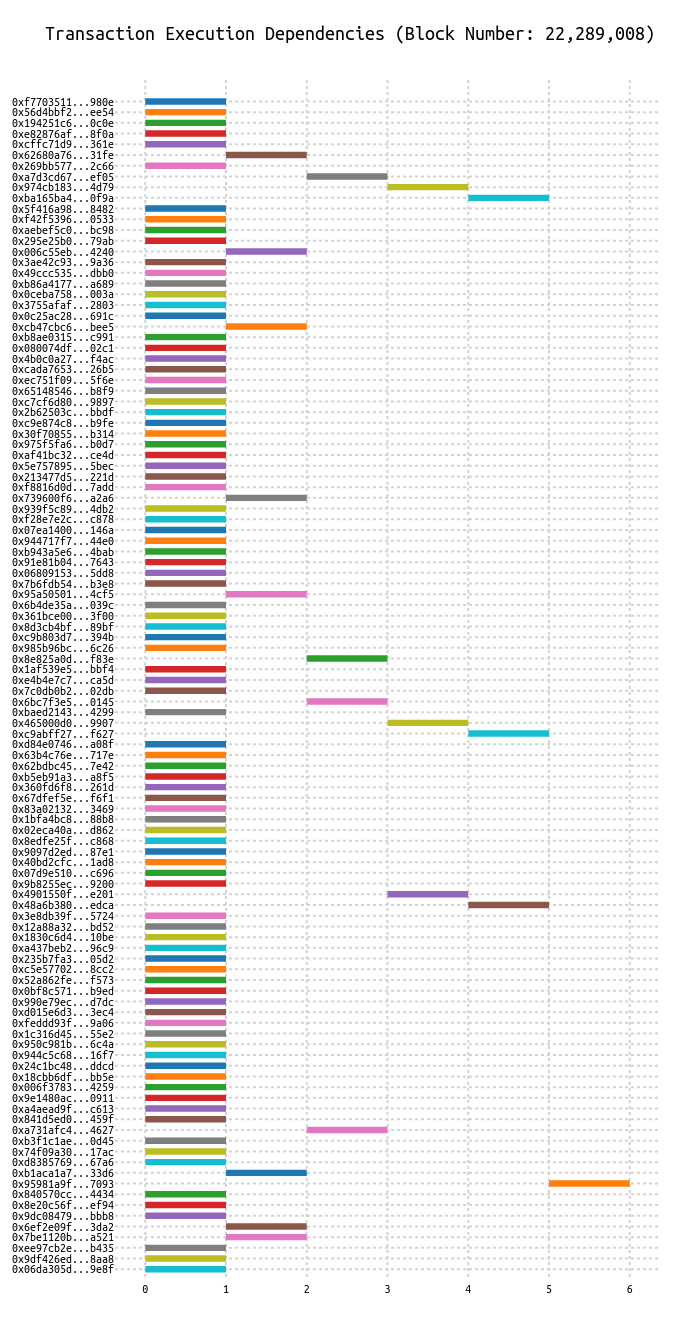 Transaction Execution Dependencies (Block Number: 22,289,008)
0xf7703511...980e
0x56d4bbf2...ee54
0x194251c6...0c0e
0xe82876af...8f0a
0xcffc71d9...361e
0x62680a76...31fe
0x269bb577...2c66
0xa7d3cd67...ef05
0x974cb183...4d79
0xba165ba4...0f9a
0x5f416a98...8482
0xf42f5396...0533
0xaebef5c0...bc98
0x295e25b0...79ab
0x006c55eb...4240
0x3ae42c93...9a36
0x49ccc535...dbb0
0xb86a4177...a689
0x0ceba758...003a
0x3755afaf...2803
0x0c25ac28...691c
0xcb47cbc6...bee5
0xb8ae0315...c991
0x080074df...02c1
0x4b0c0a27...f4ac
0xcada7653...26b5
0xec751f09...5f6e
0x65148546...b8f9
0xc7cf6d80...9897
0x2b62503c...bbdf
0xc9e874c8...b9fe
0x30f70855...b314
0x975f5fa6...b0d7
0xaf41bc32...ce4d
0x5e757895...5bec
0x213477d5...221d
0xf8816d0d...7add
0x739600f6...a2a6
0x939f5c89...4db2
0xf28e7e2c...c878
0x07ea1400...146a
0x944717f7...44e0
0xb943a5e6...4bab
0x91e81b04...7643
0x06809153...5dd8
0x7b6fdb54...b3e8
0x95a50501...4cf5
0x6b4de35a...039c
0x361bce00...3f00
0x8d3cb4bf...89bf
0xc9b803d7...394b
0x985b96bc...6c26
0x8e825a0d...f83e
0x1af539e5...bbf4
0xe4b4e7c7...ca5d
0x7c0db0b2...02db
0x6bc7f3e5...0145
0xbaed2143...4299
0x465000d0...9907
0xc9abff27...f627
0xd84e0746...a08f
0x63b4c76e...717e
0x62bdbc45...7e42
0xb5eb91a3...a8f5
0x360fd6f8...261d
0x67dfef5e...f6f1
0x83a02132...3469
0x1bfa4bc8...88b8
0x02eca40a...d862
0x8edfe25f...c868
0x9097d2ed...87e1
0x40bd2cfc...1ad8
0x07d9e510...c696
0x9b8255ec...9200
0x4901550f...e201
0x48a6b380...edca
0x3e8db39f...5724
0x12a88a32...bd52
0x1830c6d4...10be
0xa437beb2...96c9
0x235b7fa3...05d2
0xc5e57702...8cc2
0x52a862fe...f573
0x0bf8c571...b9ed
0x990e79ec...d7dc
0xd015e6d3...3ec4
0xfeddd93f...9a06
0x1c316d45...55e2
0x950c981b...6c4a
0x944c5c68...16f7
0x24c1bc48...ddcd
0x18cbb6df...bb5e
0x006f3783...4259
0x9e1480ac...0911
0xa4aead9f...c613
0x841d5ed0...459f
0xa731afc4...4627
0xb3f1c1ae...0d45
0x74f09a30...17ac
0xd8385769...67a6
0xb1aca1a7...33d6
0x95981a9f...7093
0x840570cc...4434
0x8e20c56f...ef94
0x9dc08479...bbb8
0x6ef2e09f...3da2
0x7be1120b...a521
0xee97cb2e...b435
0x9df426ed...8aa8
0x06da305d...9e8f
0 1 2 3 4 5 6